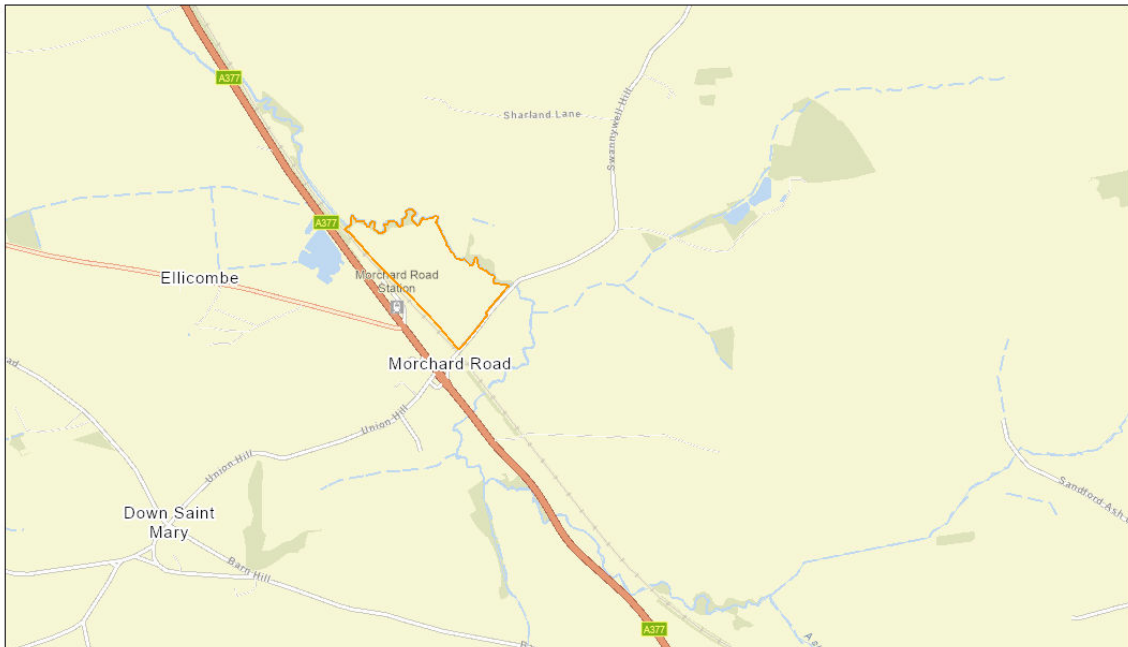 A377
Sharland Lane
Swannywell Hill
A377
Ellicombe
Morchard Road
Station
Morchard Road
Union Hill
Union Hill
Down Saint
Mary
Barn Hill
Sandford Ash
A377